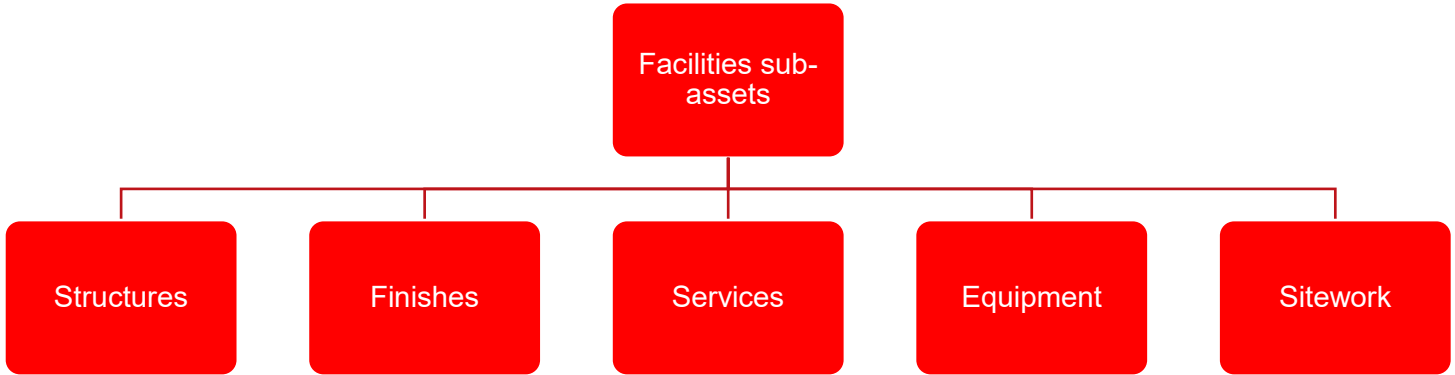 Facilities sub-
assets
Structures
Finishes
Services
Equipment
Sitework